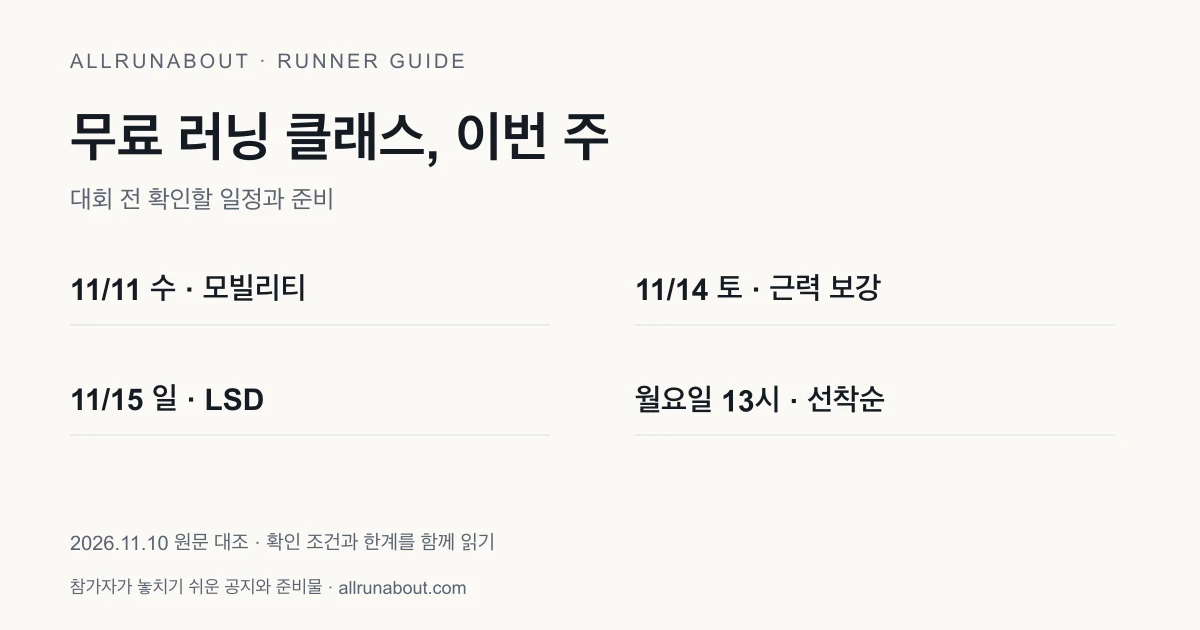 ALLRUNABOUT · RUNNER GUIDE
무료 러닝 클래스, 이번 주
대회 전 확인할 일정과 준비
11/11 수 · 모빌리티
11/14 토 · 근력 보강
11/15 일 · LSD
월요일 13시 · 선착순
2026.11.10 원문 대조 · 확인 조건과 한계를 함께 읽기
참가자가 놓치기 쉬운 공지와 준비물 · allrunabout.com